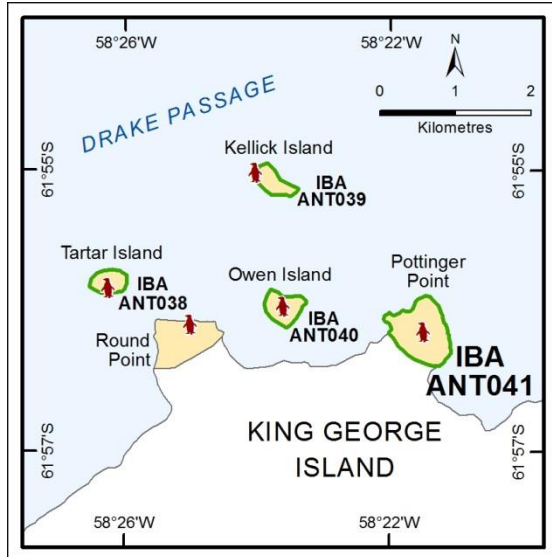 58°26'W
58°22'W
N
0 1 2
Kilometres
DRAKE PASSAGE
Kellick Island
61°55'S
61°55'S
IBA
ANT039
Tartar Island
IBA
ANT038
Owen Island
IBA
ANT040
Pottinger
Point
Round
Point
IBA
ANT041
KING GEORGE
ISLAND
61°57'S
61°57'S
58°26'W
58°22'W